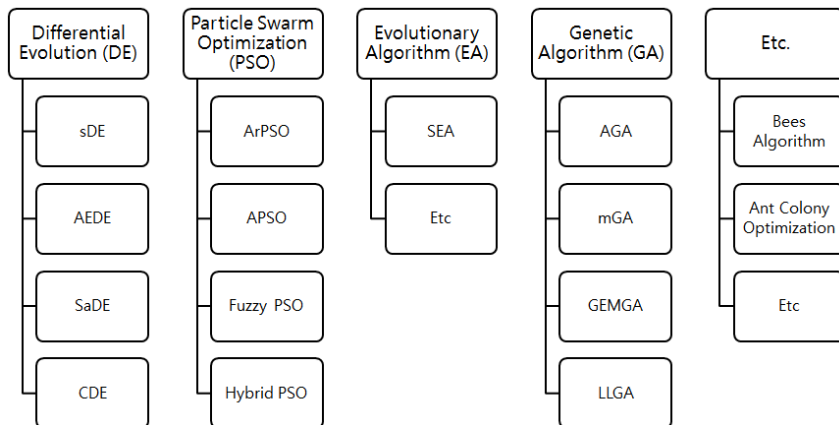 Differential
Evolution (DE)
sDE
AEDE
SaDE
CDE
Particle Swarm
Optimization
(PSO)
ArPSO
APSO
Fuzzy PSO
Hybrid PSO
Evolutionary
Algorithm (EA)
SEA
Etc
Genetic
Algorithm (GA)
AGA
mGA
GEMGA
LLGA
Etc.
Bees
Algorithm
Ant Colony
Optimization
Etc